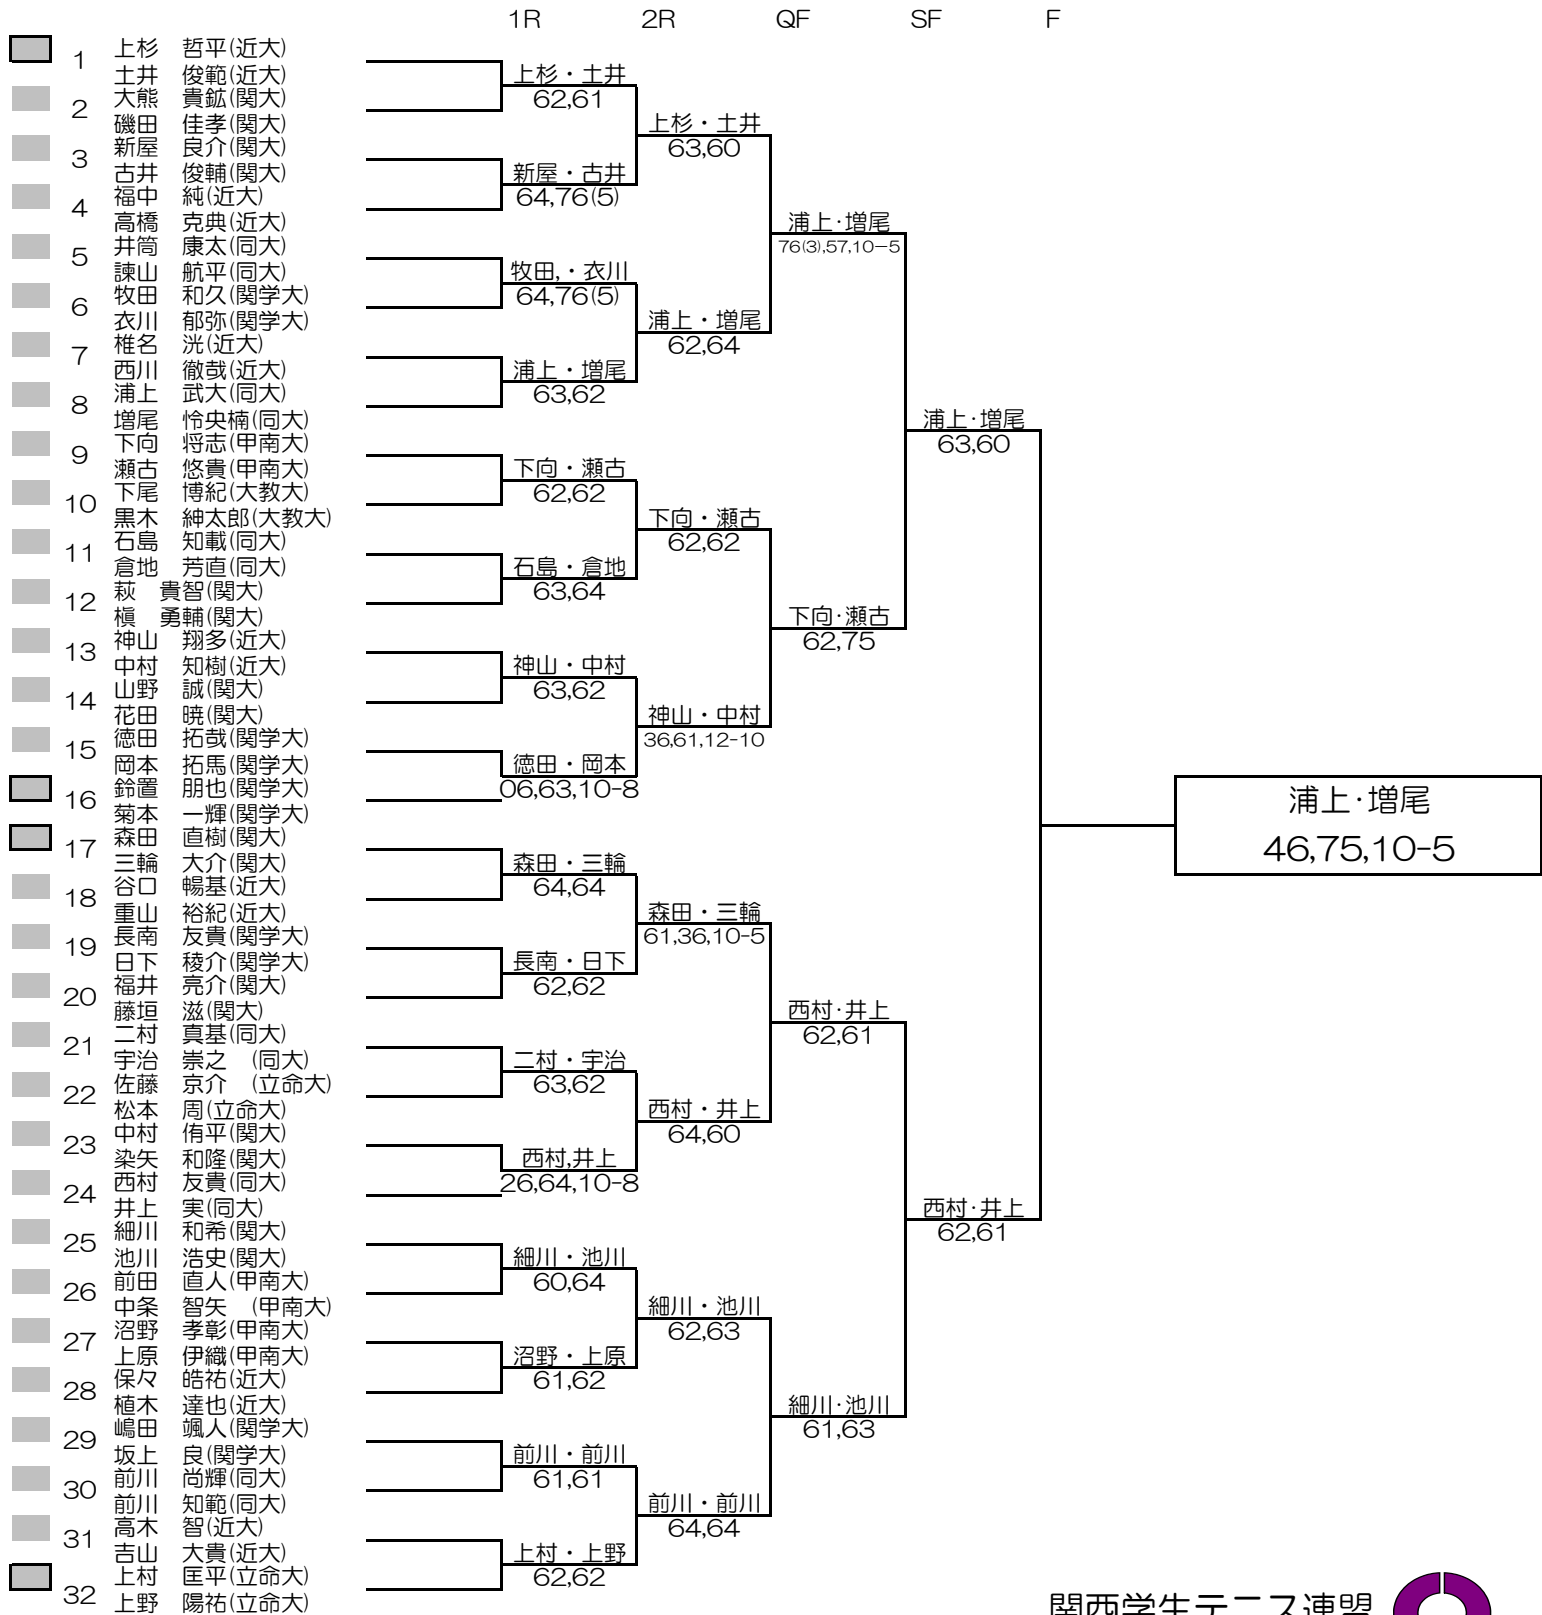 1R 2R QF SF F
1 上杉 哲平(近大)
土井 俊範(近大)
2 大熊 貴鉱(関大)
磯田 佳孝(関大)
3 新屋 良介(関大)
古井 俊輔(関大)
4 福中 純(近大)
高橋 克典(近大)
5 井筒 康太(同大)
諫山 航平(同大)
6 牧田 和久(関学大)
衣川 郁弥(関学大)
7 椎名 洸(近大)
西川 徹哉(近大)
8 浦上 武大(同大)
増尾 怜央楠(同大)
9 下向 将志(甲南大)
瀬古 悠貴(甲南大)
10 下尾 博紀(大教大)
黒木 紳太郎(大教大)
11 石島 知載(同大)
倉地 芳直(同大)
12 萩 貴智(関大)
槇 勇輔(関大)
13 神山 翔多(近大)
中村 知樹(近大)
14 山野 誠(関大)
花田 暁(関大)
15 徳田 拓哉(関学大)
岡本 拓馬(関学大)
16 鈴置 朋也(関学大)
菊本 一輝(関学大)
17 森田 直樹(関大)
三輪 大介(関大)
18 谷口 暢基(近大)
重山 裕紀(近大)
19 長南 友貴(関学大)
日下 稜介(関学大)
20 福井 亮介(関大)
藤垣 滋(関大)
21 二村 真基(同大)
宇治 崇之 (同大)
22 佐藤 京介 (立命大)
松本 周(立命大)
23 中村 侑平(関大)
染矢 和隆(関大)
24 西村 友貴(同大)
井上 実(同大)
25 細川 和希(関大)
池川 浩史(関大)
26 前田 直人(甲南大)
中条 智矢 (甲南大)
27 沼野 孝彰(甲南大)
上原 伊織(甲南大)
28 保々 皓祐(近大)
植木 達也(近大)
29 嶋田 颯人(関学大)
坂上 良(関学大)
30 前川 尚輝(同大)
前川 知範(同大)
31 高木 智(近大)
吉山 大貴(近大)
32 上村 匡平(立命大)
上野 陽祐(立命大)
上杉・土井
62,61
新屋・古井
64,76(5)
牧田,・衣川
64,76(5)
浦上・増尾
63,62
下向・瀬古
62,62
石島・倉地
63,64
神山・中村
63,62
徳田・岡本
06,63,10-8
森田・三輪
64,64
長南・日下
62,62
二村・宇治
63,62
西村,井上
26,64,10-8
細川・池川
60,64
沼野・上原
61,62
前川・前川
61,61
上村・上野
62,62
上杉・土井
63,60
浦上・増尾
62,64
下向・瀬古
62,62
神山・中村
36,61,12-10
森田・三輪
61,36,10-5
西村・井上
64,60
細川・池川
62,63
前川・前川
64,64
浦上・増尾
76(3),57,10−5
下向・瀬古
62,75
西村・井上
62,61
細川・池川
61,63
浦上・増尾
63,60
西村・井上
62,61
浦上・増尾
46,75,10-5
関西学生テニス連盟